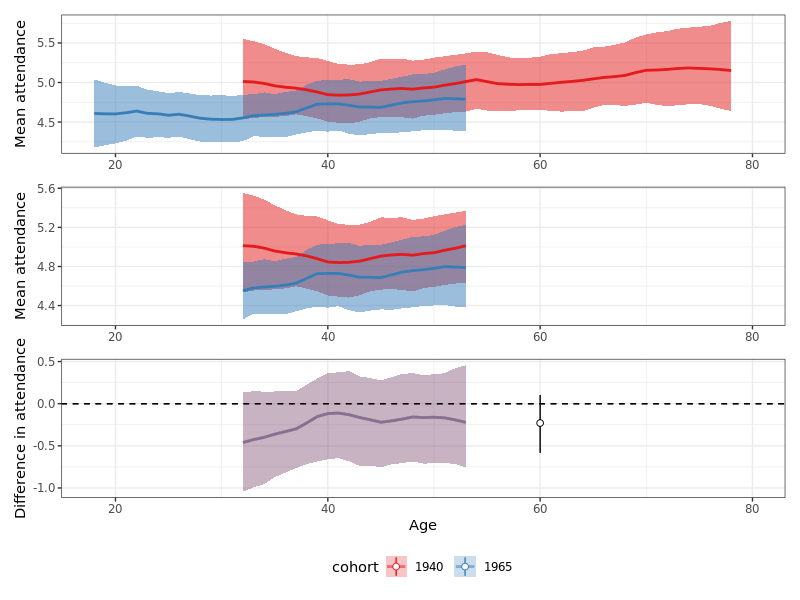 Mean attendance
5.5
5.0
4.5
20 40 60 80
Mean attendance
5.6
5.2
4.8
4.4
20 40 60 80
Difference in attendance
0.5
0.0
-0.5
-1.0
20 40 60 80
Age
cohort 1940 1965